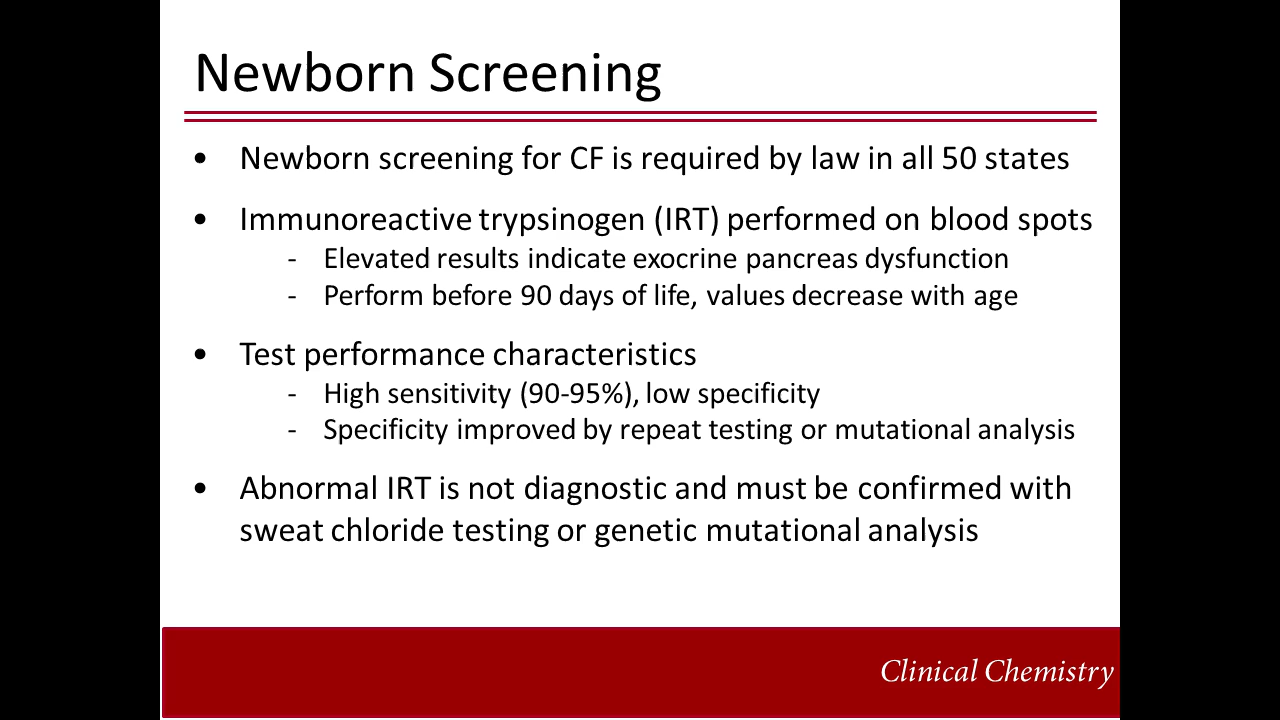 Newborn Screening
• Newborn screening for CF is required by law in all 50 states
• Immunoreactive trypsinogen (IRT) performed on blood spots
- Elevated results indicate exocrine pancreas dysfunction
- Perform before 90 days of life, values decrease with age
• Test performance characteristics
- High sensitivity (90-95%), low specificity
- Specificity improved by repeat testing or mutational analysis
• Abnormal IRT is not diagnostic and must be confirmed with
sweat chloride testing or genetic mutational analysis
Clinical Chemistry